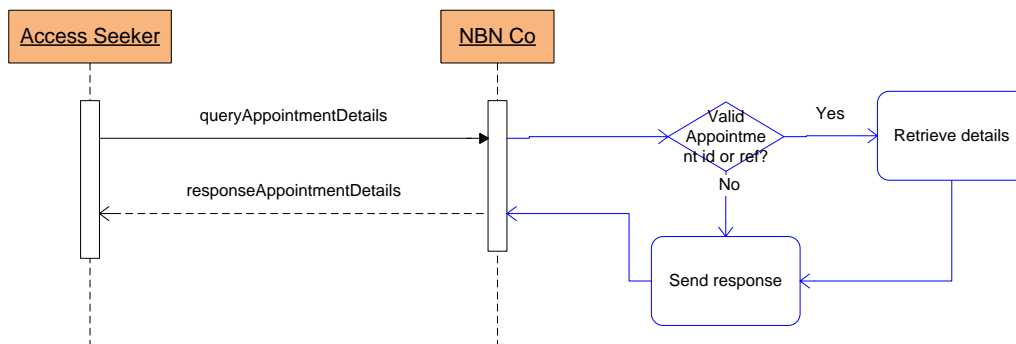 Access Seeker
NBN Co
queryAppointmentDetails
Valid
Appointme
nt id or ref?
Yes
Retrieve details
responseAppointmentDetails
No
Send response